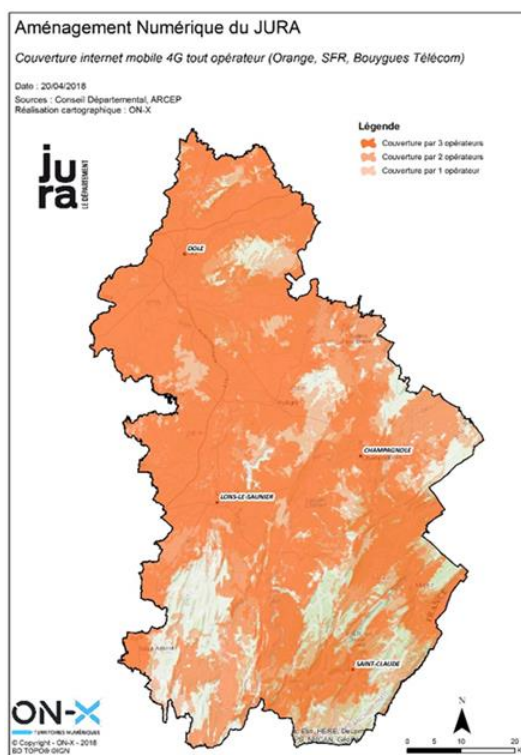 Aménagement Numérique du JURA
Couverture internet mobile 4G tout opérateur (Orange, SFR, Bouygues Télécom)
Date : 20/04/2018
Sources : Conseil Départemental, ARCEP
Réalisation cartographique : ON-X
jura
LE DÉPARTEMENT
Légende
Couverture par 3 opérateurs
Couverture par 2 opérateurs
Couverture par 1 opérateur
DOLE
CHAMPAGNOLE
LONS-LE-SAUNIER
SAINT-CLAUDE
ON-X
TERRITOIRES NUMÉRIQUES
© Copyright - ON-X - 2018
BD TOPO® ©IGN
N
0 5 10 20